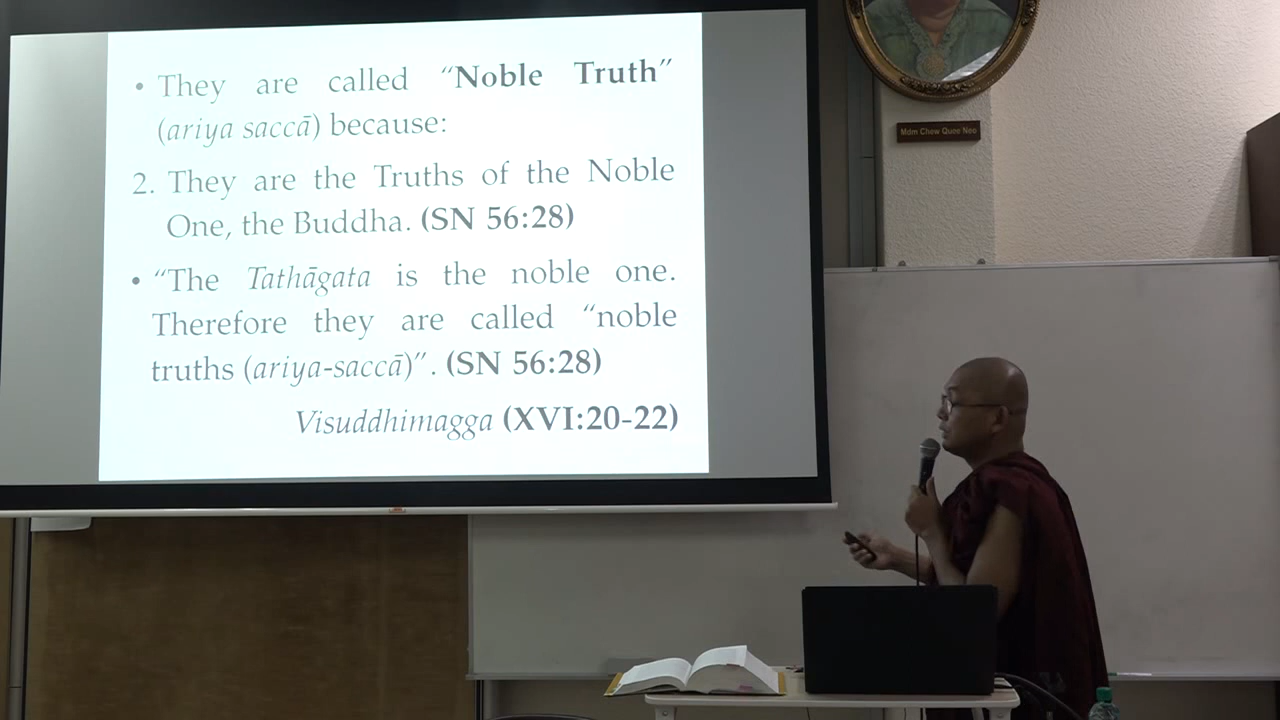 • They are called “Noble Truth”
(ariya saccā) because:
2. They are the Truths of the Noble
One, the Buddha. (SN 56:28)
• “The Tathāgata is the noble one.
Therefore they are called “noble
truths (ariya-saccā)”. (SN 56:28)
Visuddhimagga (XVI:20-22)
Mdm Chow Quee Neo